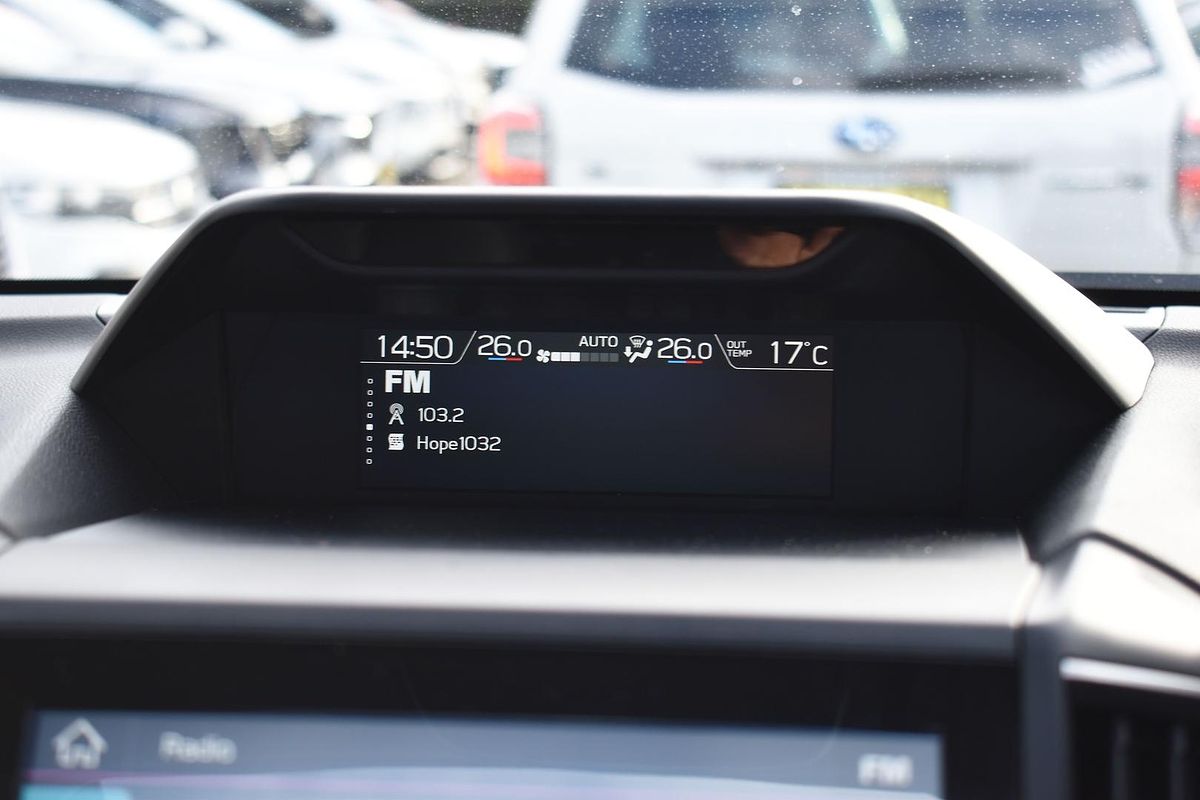 14:50 26.0 AUTO 26.0 OUT TEMP 17°C
FM
103.2
Hope1032
Radio FM